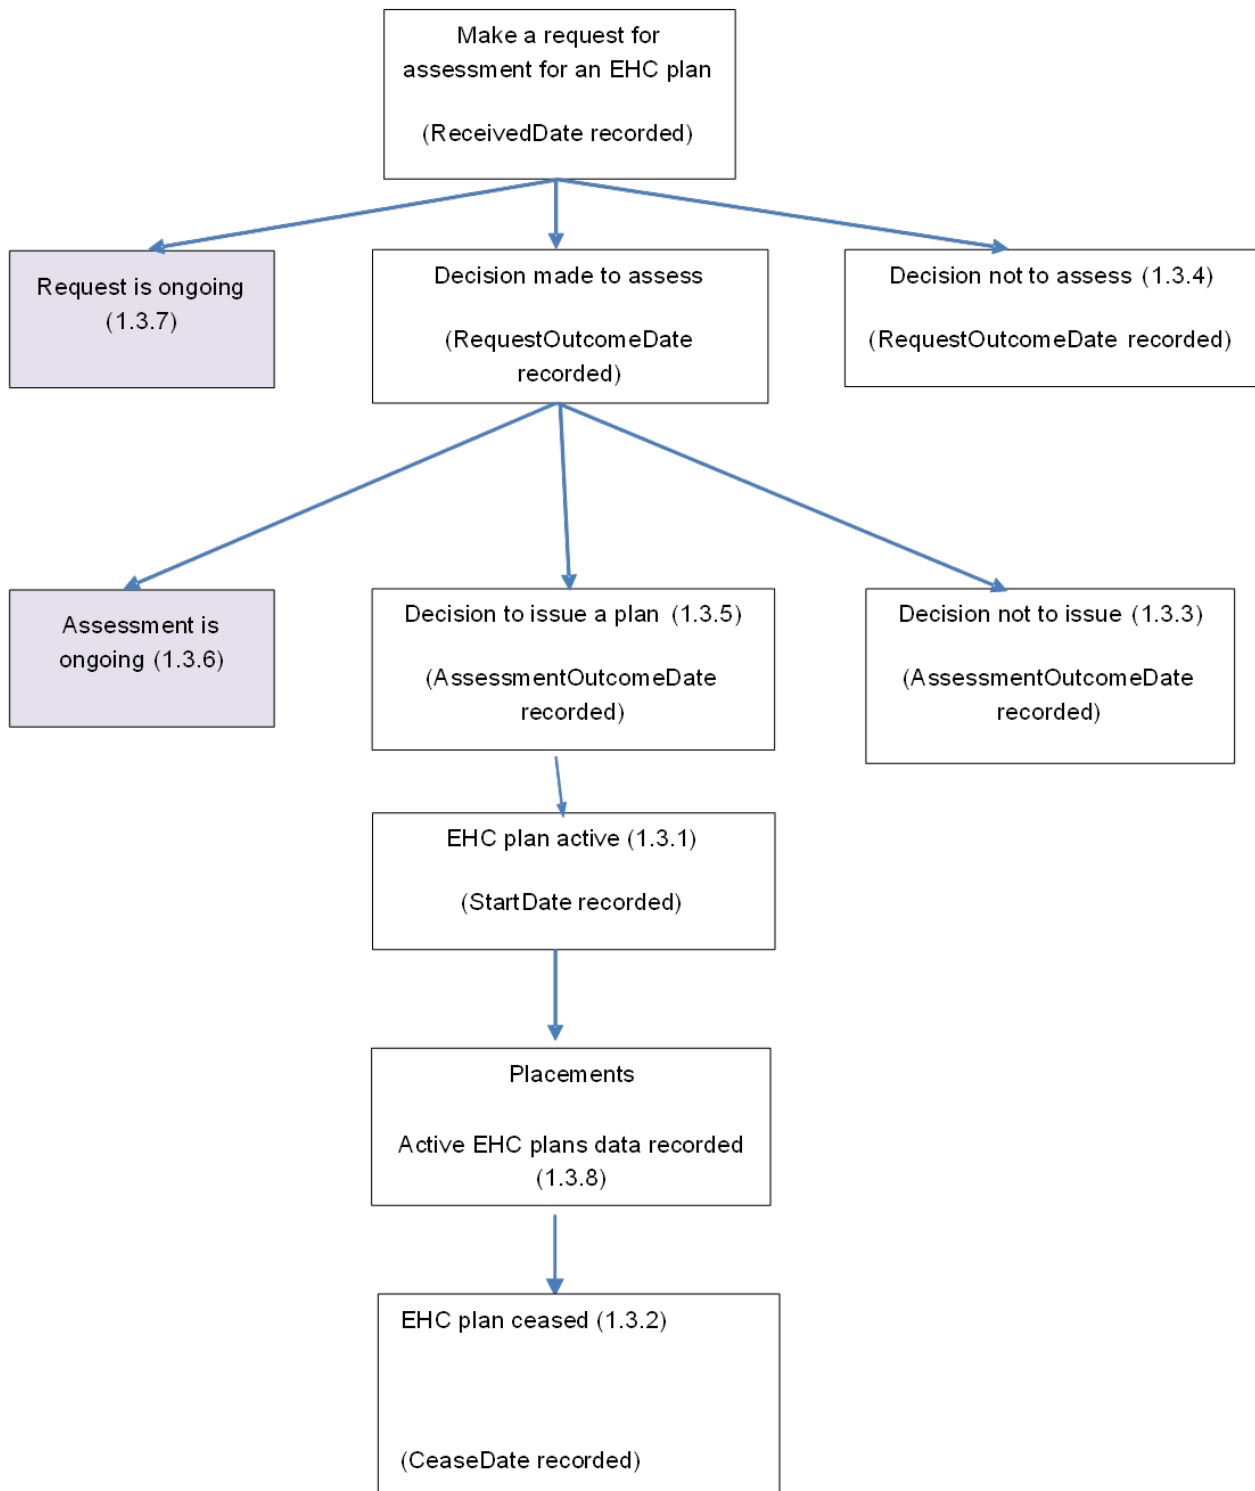 Make a request for
assessment for an EHC plan
(ReceivedDate recorded)
Request is ongoing
(1.3.7)
Decision made to assess
(RequestOutcomeDate
recorded)
Decision not to assess (1.3.4)
(RequestOutcomeDate recorded)
Assessment is
ongoing (1.3.6)
Decision to issue a plan (1.3.5)
(AssessmentOutcomeDate
recorded)
Decision not to issue (1.3.3)
(AssessmentOutcomeDate
recorded)
EHC plan active (1.3.1)
(StartDate recorded)
Placements
Active EHC plans data recorded
(1.3.8)
EHC plan ceased (1.3.2)
(CeaseDate recorded)